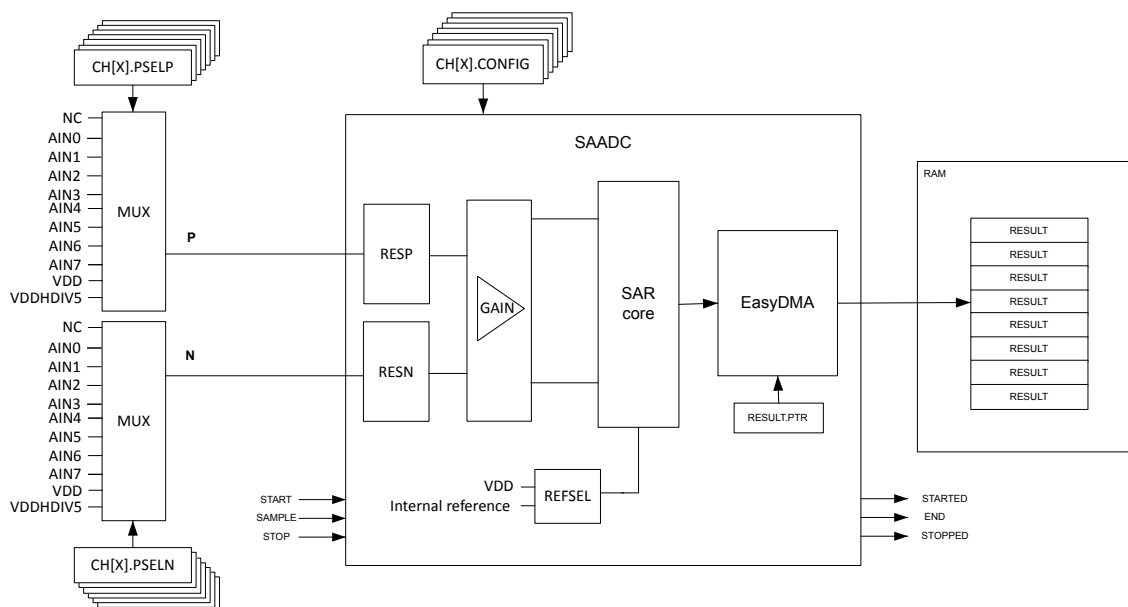 CH[X].PSELP
CH[X].CONFIG
NC
AIN0
AIN1
AIN2
AIN3
AIN4
AIN5
AIN6
AIN7
VDD
VDDHDIV5
MUX
P
SAADC
RESP
GAIN
SAR
core
EasyDMA
RAM
RESULT
RESULT
RESULT
RESULT
RESULT
RESULT
RESULT
RESULT
NC
AIN0
AIN1
AIN2
AIN3
AIN4
AIN5
AIN6
AIN7
VDD
VDDHDIV5
MUX
N
RESN
RESULT.PTR
VDD
Internal reference
REFSEL
START
SAMPLE
STOP
STARTED
END
STOPPED
CH[X].PSELN